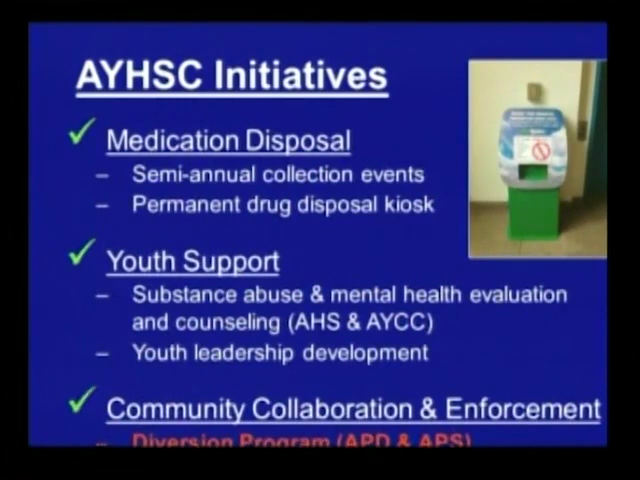 AYHSC Initiatives
✓ Medication Disposal
– Semi-annual collection events
– Permanent drug disposal kiosk
✓ Youth Support
– Substance abuse & mental health evaluation
and counseling (AHS & AYCC)
– Youth leadership development
✓ Community Collaboration & Enforcement
– Diversion Program (APD & APS)